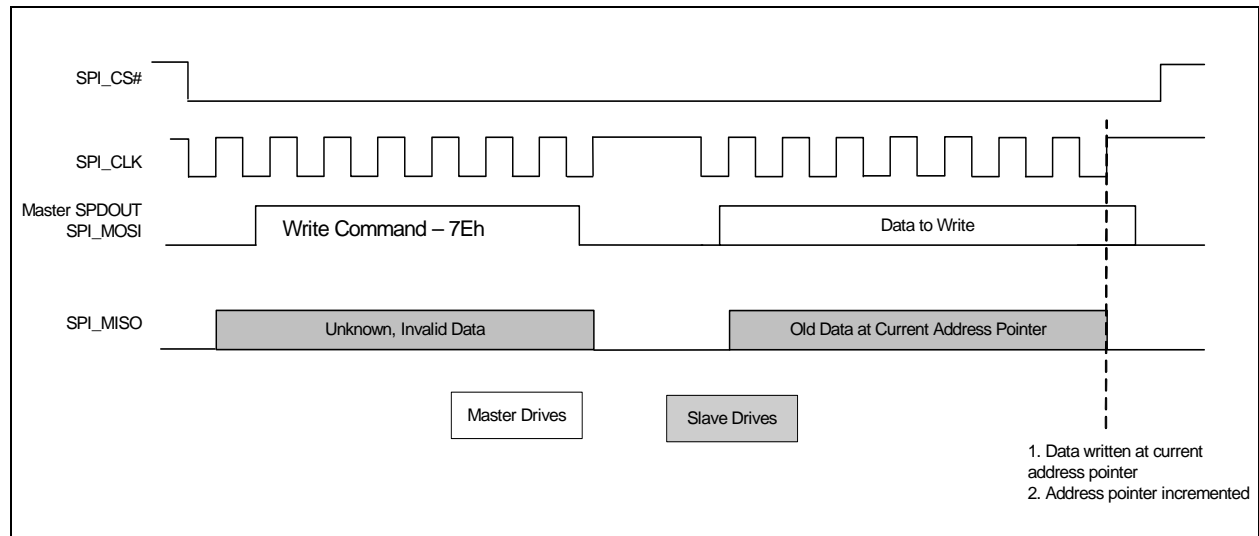 SPI_CS#
SPI_CLK
Master SPDOUT
SPI_MOSI
Write Command – 7Eh
Data to Write
SPI_MISO
Unknown, Invalid Data
Old Data at Current Address Pointer
Master Drives
Slave Drives
1. Data written at current
address pointer
2. Address pointer incremented